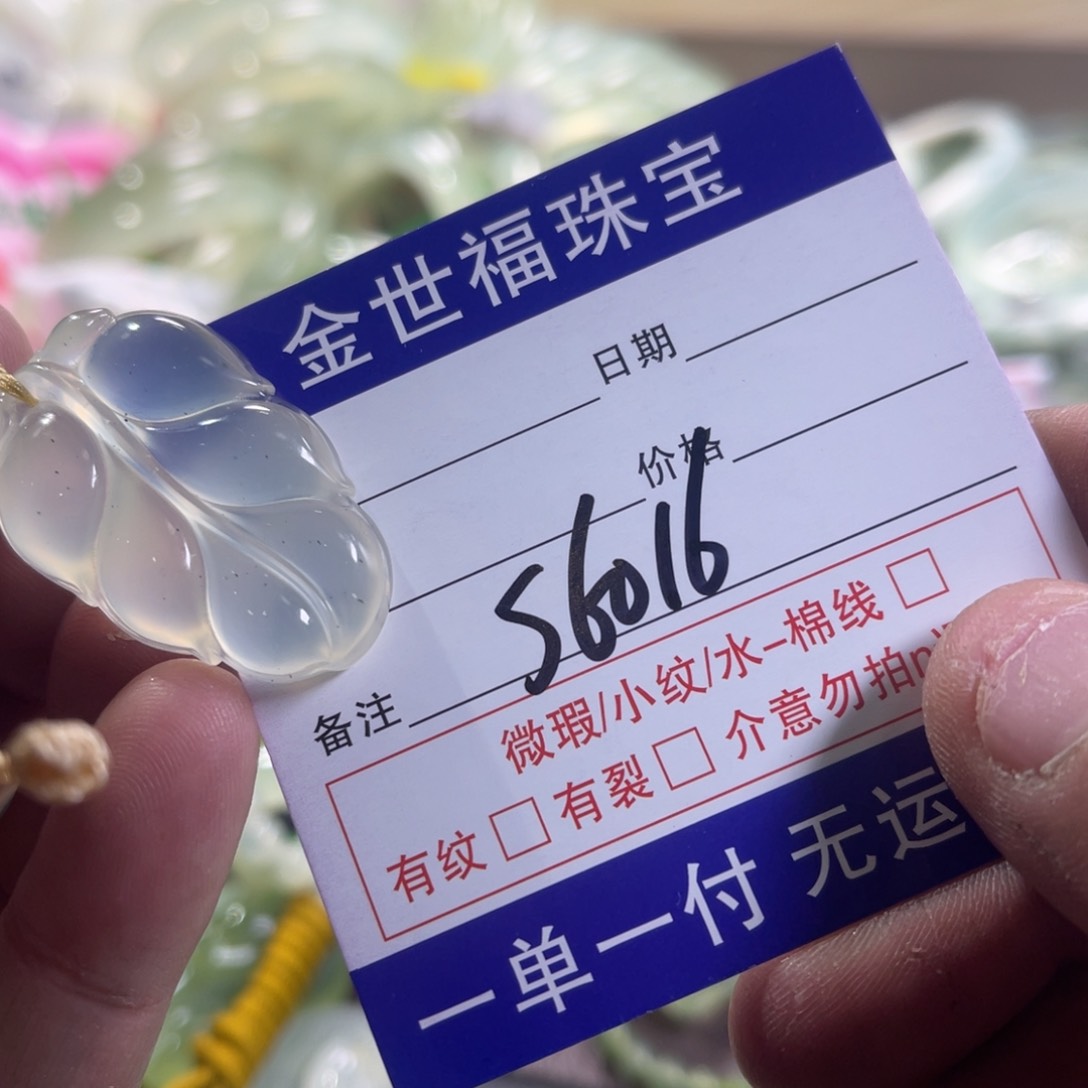 金世福珠宝
日期
价格
S6016
备注
微瑕/小纹/水-棉线
有纹 有裂 介意勿拍
一单一付 无运